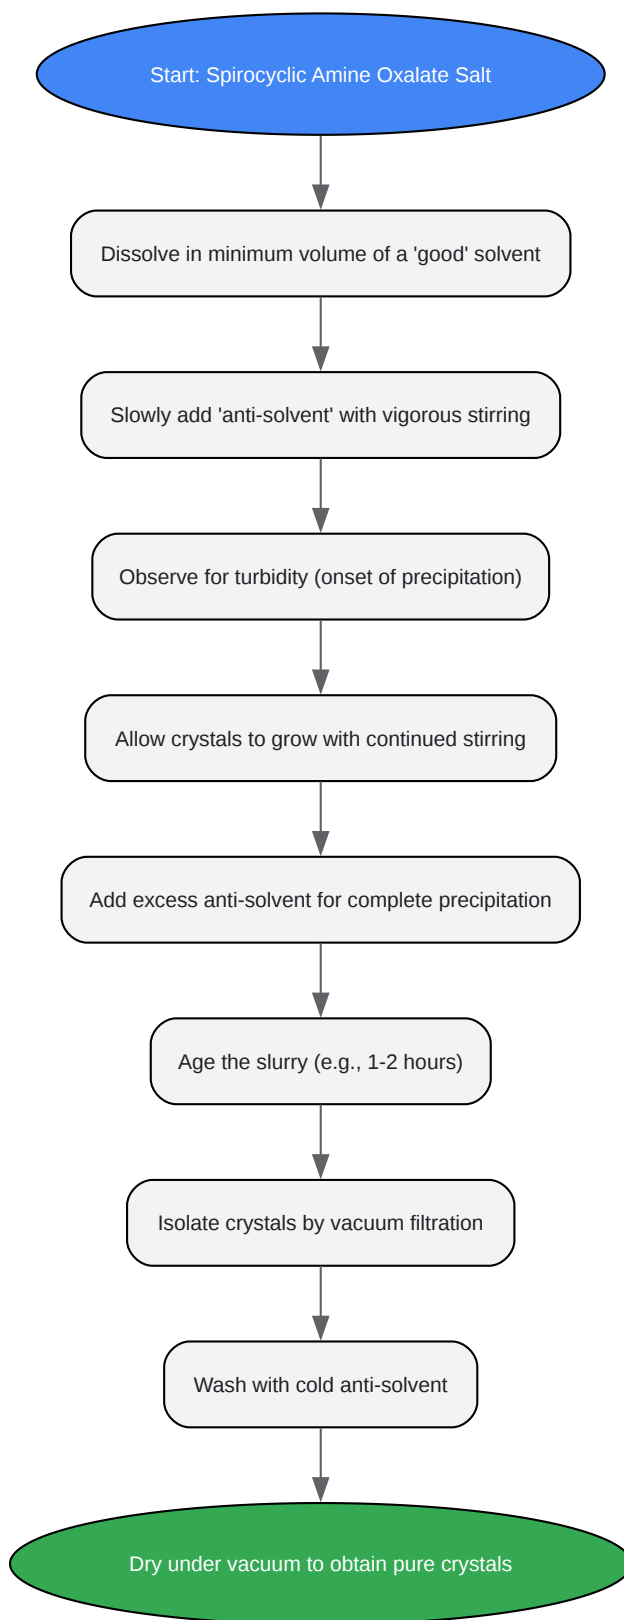 Start: Spirocyclic Amine Oxalate Salt
Dissolve in minimum volume of a 'good' solvent
Slowly add 'anti-solvent' with vigorous stirring
Observe for turbidity (onset of precipitation)
Allow crystals to grow with continued stirring
Add excess anti-solvent for complete precipitation
Age the slurry (e.g., 1-2 hours)
Isolate crystals by vacuum filtration
Wash with cold anti-solvent
Dry under vacuum to obtain pure crystals